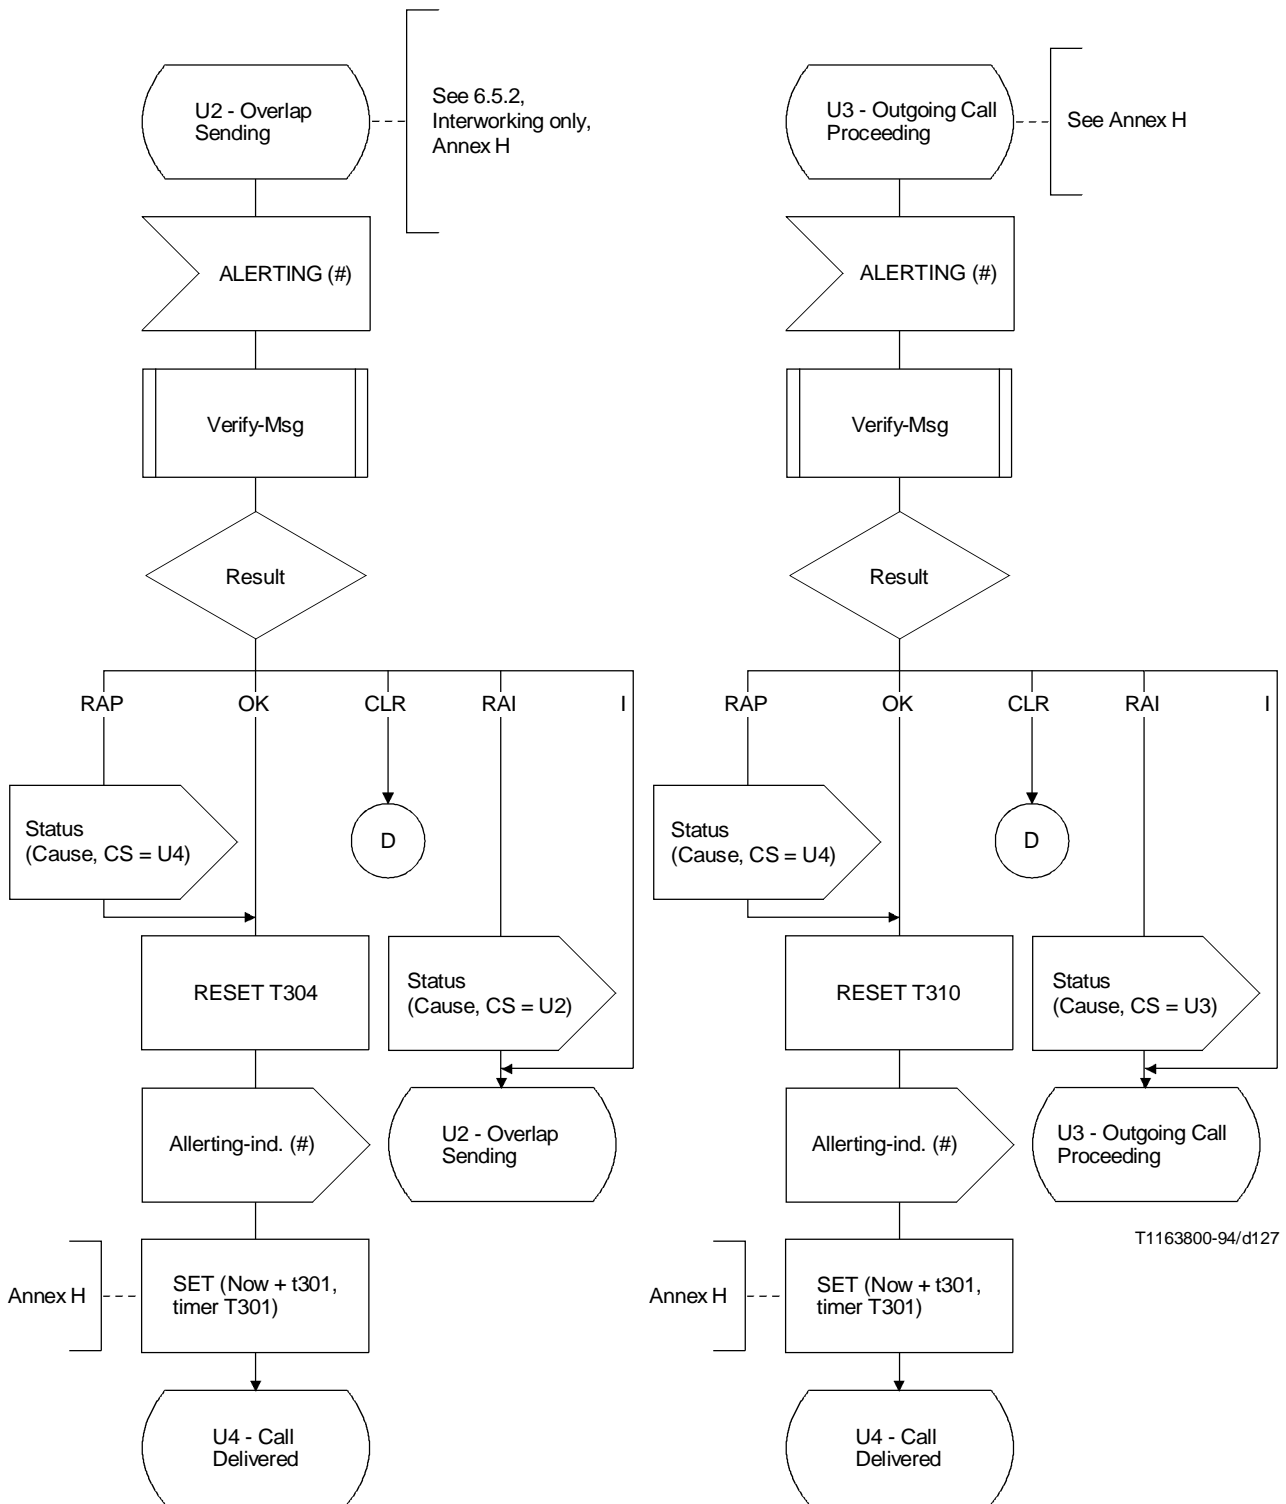 U2 - Overlap
Sending
See 6.5.2,
Interworking only,
Annex H
ALERTING (#)
Verify-Msg
Result
RAP
OK
CLR
RAI
I
Status
(Cause, CS = U4)
D
RESET T304
Status
(Cause, CS = U2)
Allerting-ind. (#)
U2 - Overlap
Sending
Annex H
SET (Now + t301,
timer T301)
U4 - Call
Delivered
U3 - Outgoing Call
Proceeding
See Annex H
ALERTING (#)
Verify-Msg
Result
RAP
OK
CLR
RAI
I
Status
(Cause, CS = U4)
D
RESET T310
Status
(Cause, CS = U3)
Allerting-ind. (#)
U3 - Outgoing Call
Proceeding
T1163800-94/d127
Annex H
SET (Now + t301,
timer T301)
U4 - Call
Delivered